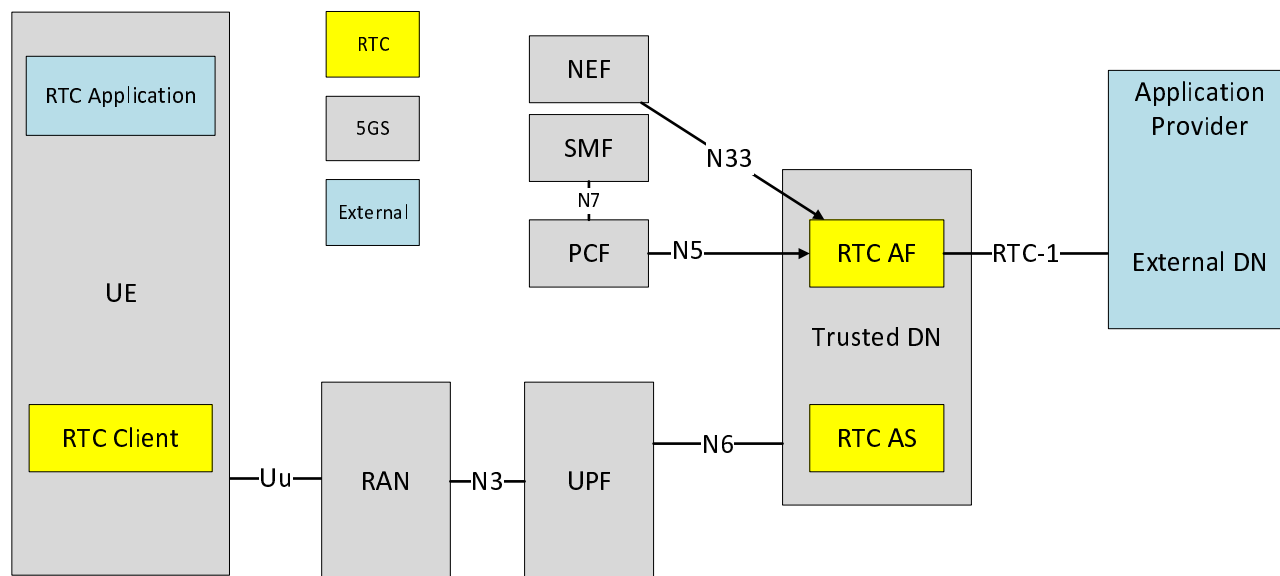 RTC Application
UE
RTC Client
RTC
5GS
External
NEF
SMF
N7
PCF
N33
N5
RTC AF
RTC-1
Trusted DN
RTC AS
Application
Provider
External DN
Uu
RAN
N3
UPF
N6